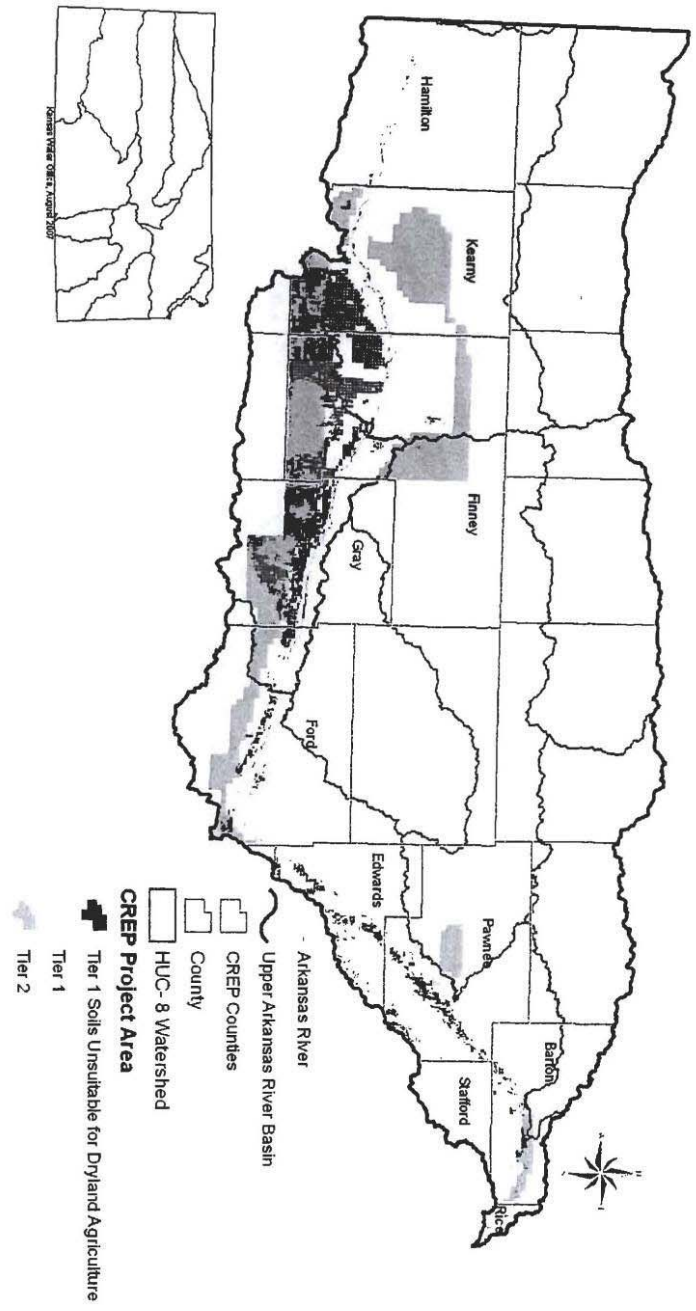 Hamilton
Kearny
Finney
Gray
Ford
Edwards
Pawnee
Barton
Stafford
Rice
- Arkansas River
Upper Arkansas River Basin
CREP Counties
County
HUC- 8 Watershed
CREP Project Area
Tier 1 Soils Unsuitable for Dryland Agriculture
Tier 1
Tier 2
Kansas Water Office, August 2007